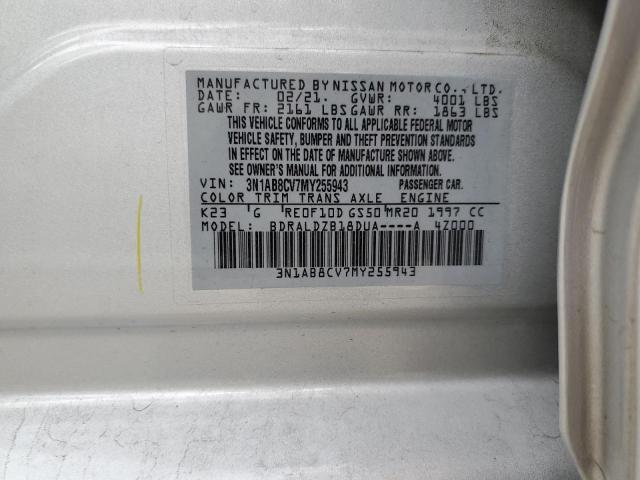 MANUFACTURED BY NISSAN MOTOR CO., LTD.
DATE: 02/21. GVWR: 4001 LBS
GAWR FR: 2161 LBS GAWR RR: 1863 LBS
THIS VEHICLE CONFORMS TO ALL APPLICABLE FEDERAL MOTOR
VEHICLE SAFETY, BUMPER AND THEFT PREVENTION STANDARDS
IN EFFECT ON THE DATE OF MANUFACTURE SHOWN ABOVE.
SEE OWNER'S MANUAL FOR ADDITIONAL INFORMATION.
VIN: 3N1AB8CV7MY255943 PASSENGER CAR.
COLOR TRIM TRANS AXLE ENGINE
K23 G RE0F10D GS50 MR20 1997 CC
MODEL: BDRALDZB18DUA----A 4Z000
3N1AB8CV7MY255943